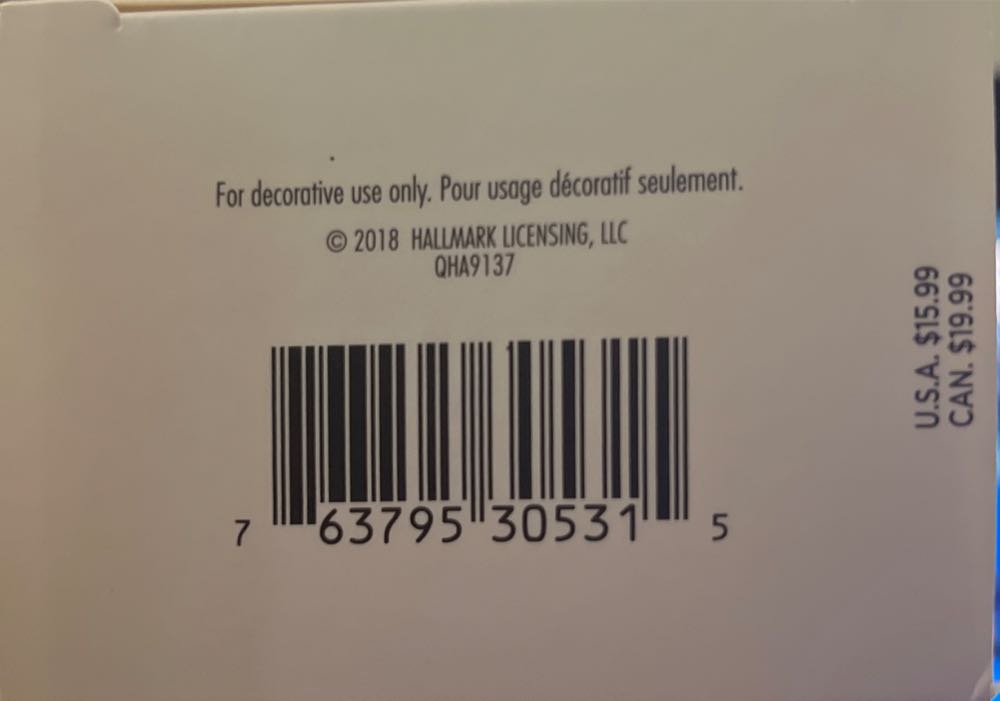 For decorative use only. Pour usage décoratif seulement.
© 2018 HALLMARK LICENSING, LLC
QHA9137
7 63795 30531 5
U.S.A. $15.99
CAN. $19.99